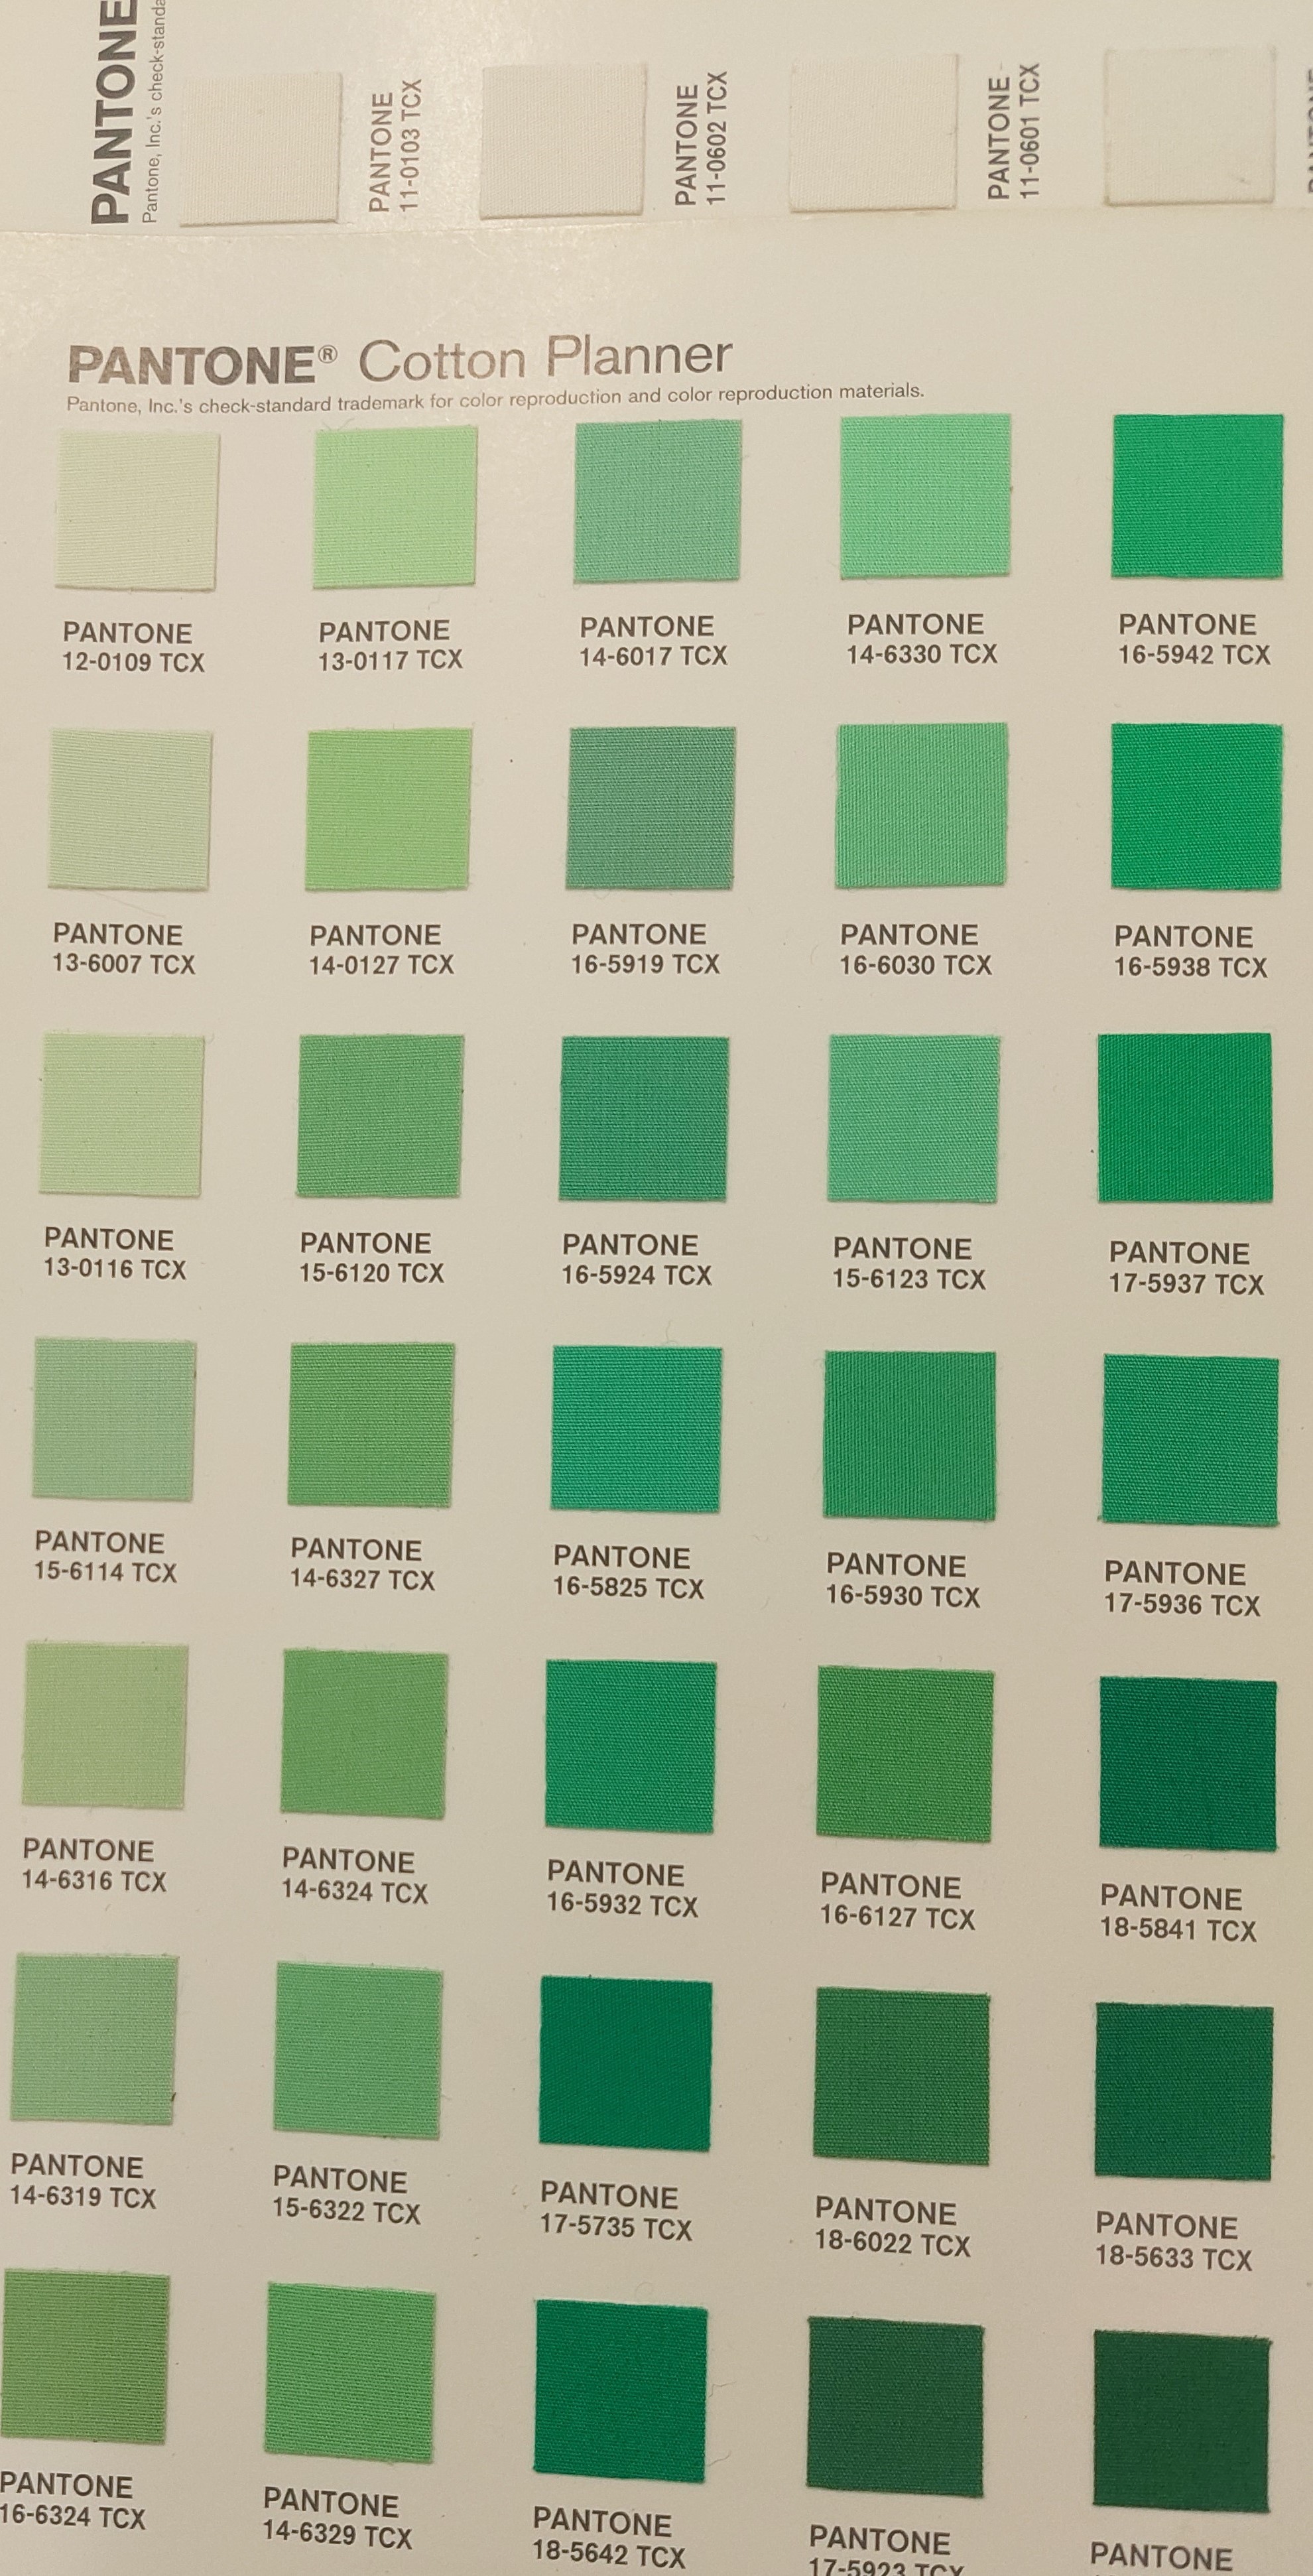 PANTONE
Pantone, Inc.'s
PANTONE
11-0103 TCX
PANTONE
11-0602 TCX
PANTONE
11-0601 TCX
PANTONE® Cotton Planner
Pantone, Inc.'s check-standard trademark for color reproduction and color reproduction materials.
PANTONE
12-0109 TCX
PANTONE
13-0117 TCX
PANTONE
14-6017 TCX
PANTONE
14-6330 TCX
PANTONE
16-5942 TCX
PANTONE
13-6007 TCX
PANTONE
14-0127 TCX
PANTONE
16-5919 TCX
PANTONE
16-6030 TCX
PANTONE
16-5938 TCX
PANTONE
13-0116 TCX
PANTONE
15-6120 TCX
PANTONE
16-5924 TCX
PANTONE
15-6123 TCX
PANTONE
17-5937 TCX
PANTONE
15-6114 TCX
PANTONE
14-6327 TCX
PANTONE
16-5825 TCX
PANTONE
16-5930 TCX
PANTONE
17-5936 TCX
PANTONE
14-6316 TCX
PANTONE
14-6324 TCX
PANTONE
16-5932 TCX
PANTONE
16-6127 TCX
PANTONE
18-5841 TCX
PANTONE
14-6319 TCX
PANTONE
15-6322 TCX
PANTONE
17-5735 TCX
PANTONE
18-6022 TCX
PANTONE
18-5633 TCX
PANTONE
16-6324 TCX
PANTONE
14-6329 TCX
PANTONE
18-5642 TCX
PANTONE
17-5923 TCX
PANTONE